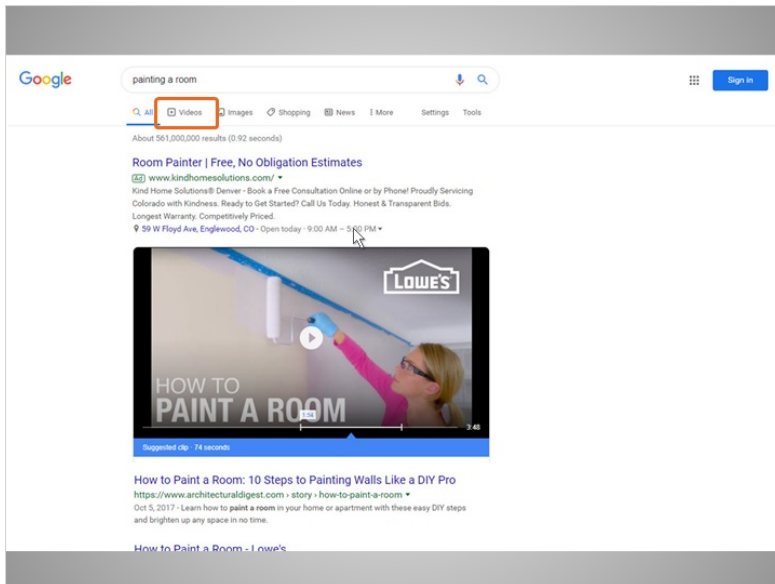 Google
painting a room
Sign in
All Videos Images Shopping News More Settings Tools
About 561,000,000 results (0.92 seconds)
Room Painter | Free, No Obligation Estimates
Ad www.kindhomesolutions.com/
Kind Home Solutions® Denver - Book a Free Consultation Online or by Phone! Proudly Servicing
Colorado with Kindness. Ready to Get Started? Call Us Today. Honest & Transparent Bids.
Longest Warranty. Competitively Priced.
59 W Floyd Ave, Englewood, CO - Open today · 9:00 AM – PM
LOWE'S
HOW TO
PAINT A ROOM
1:54
3:48
Suggested clip · 74 seconds
How to Paint a Room: 10 Steps to Painting Walls Like a DIY Pro
https://www.architecturaldigest.com › story › how-to-paint-a-room
Oct 5, 2017 - Learn how to paint a room in your home or apartment with these easy DIY steps
and brighten up any space in no time.
How to Paint a Room - Lowe's